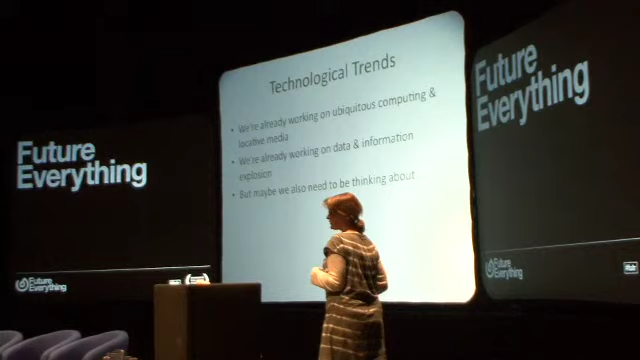 Future
Everything
Future
Everything
Technological Trends
• We're already working on ubiquitous computing &
locative media
• We're already working on data & information
explosion
• But maybe we also need to be thinking about
Future
Everything
Future
Everything